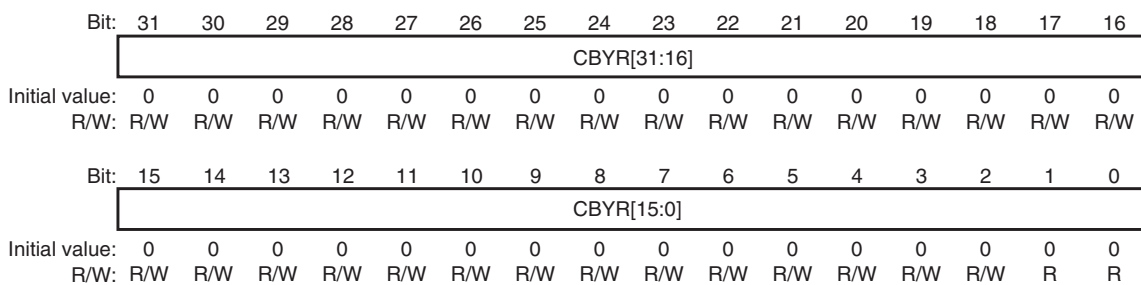 Bit: 31 30 29 28 27 26 25 24 23 22 21 20 19 18 17 16
CBYR[31:16]
Initial value: 0 0 0 0 0 0 0 0 0 0 0 0 0 0 0 0
R/W: R/W R/W R/W R/W R/W R/W R/W R/W R/W R/W R/W R/W R/W R/W R/W R/W
Bit: 15 14 13 12 11 10 9 8 7 6 5 4 3 2 1 0
CBYR[15:0]
Initial value: 0 0 0 0 0 0 0 0 0 0 0 0 0 0 0 0
R/W: R/W R/W R/W R/W R/W R/W R/W R/W R/W R/W R/W R/W R/W R/W R R